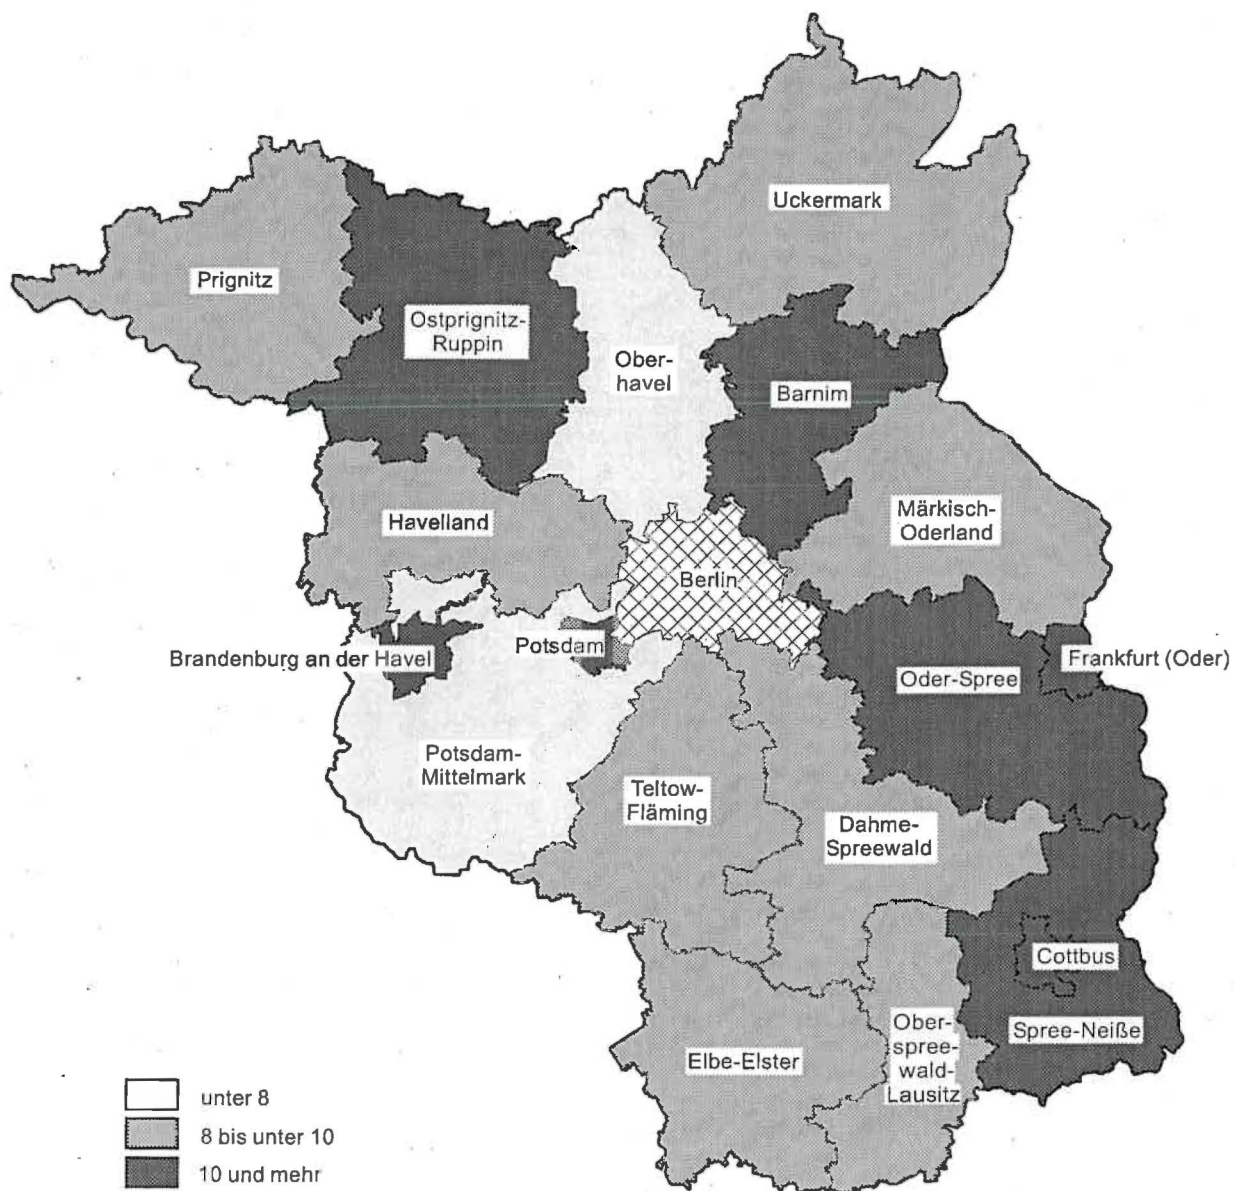 Uckermark
Prignitz
Ostprignitz-
Ruppin
Ober-
havel
Barnim
Havelland
Märkisch-
Oderland
Berlin
Brandenburg an der Havel
Potsdam
Oder-Spree
Frankfurt (Oder)
Potsdam-
Mittelmark
Teltow-
Fläming
Dahme-
Spreewald
Cottbus
Spree-Neiße
Elbe-Elster
Ober-
spree-
wald-
Lausitz
unter 8
8 bis unter 10
10 und mehr